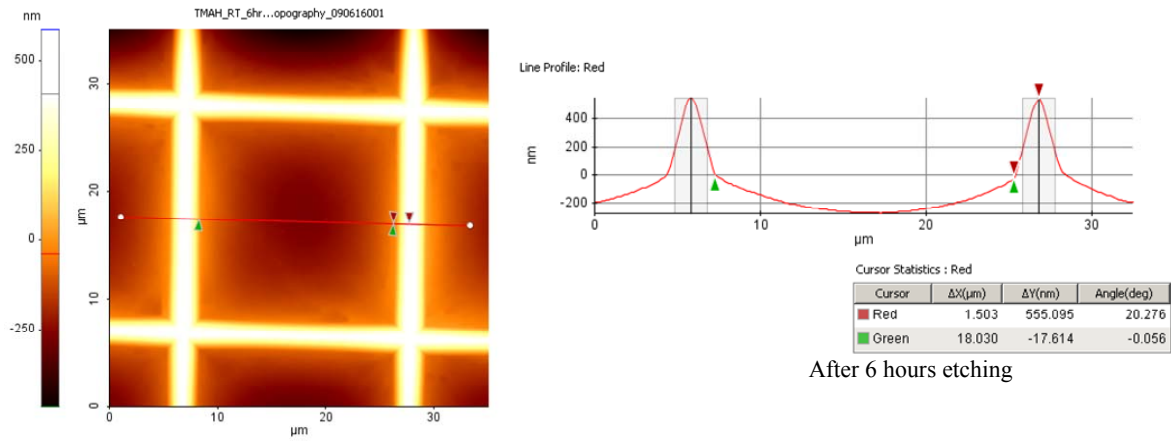 nm
TMAH_RT_6hr...opography_090616001
500
250
0
-250
30
20
10
0
µm
0
10
20
30
µm
Line Profile: Red
400
200
0
-200
nm
0
10
20
30
µm
Cursor Statistics : Red
Cursor ΔX(µm) ΔY(nm) Angle(deg)
Red 1.503 555.095 20.276
Green 18.030 -17.614 -0.056
After 6 hours etching